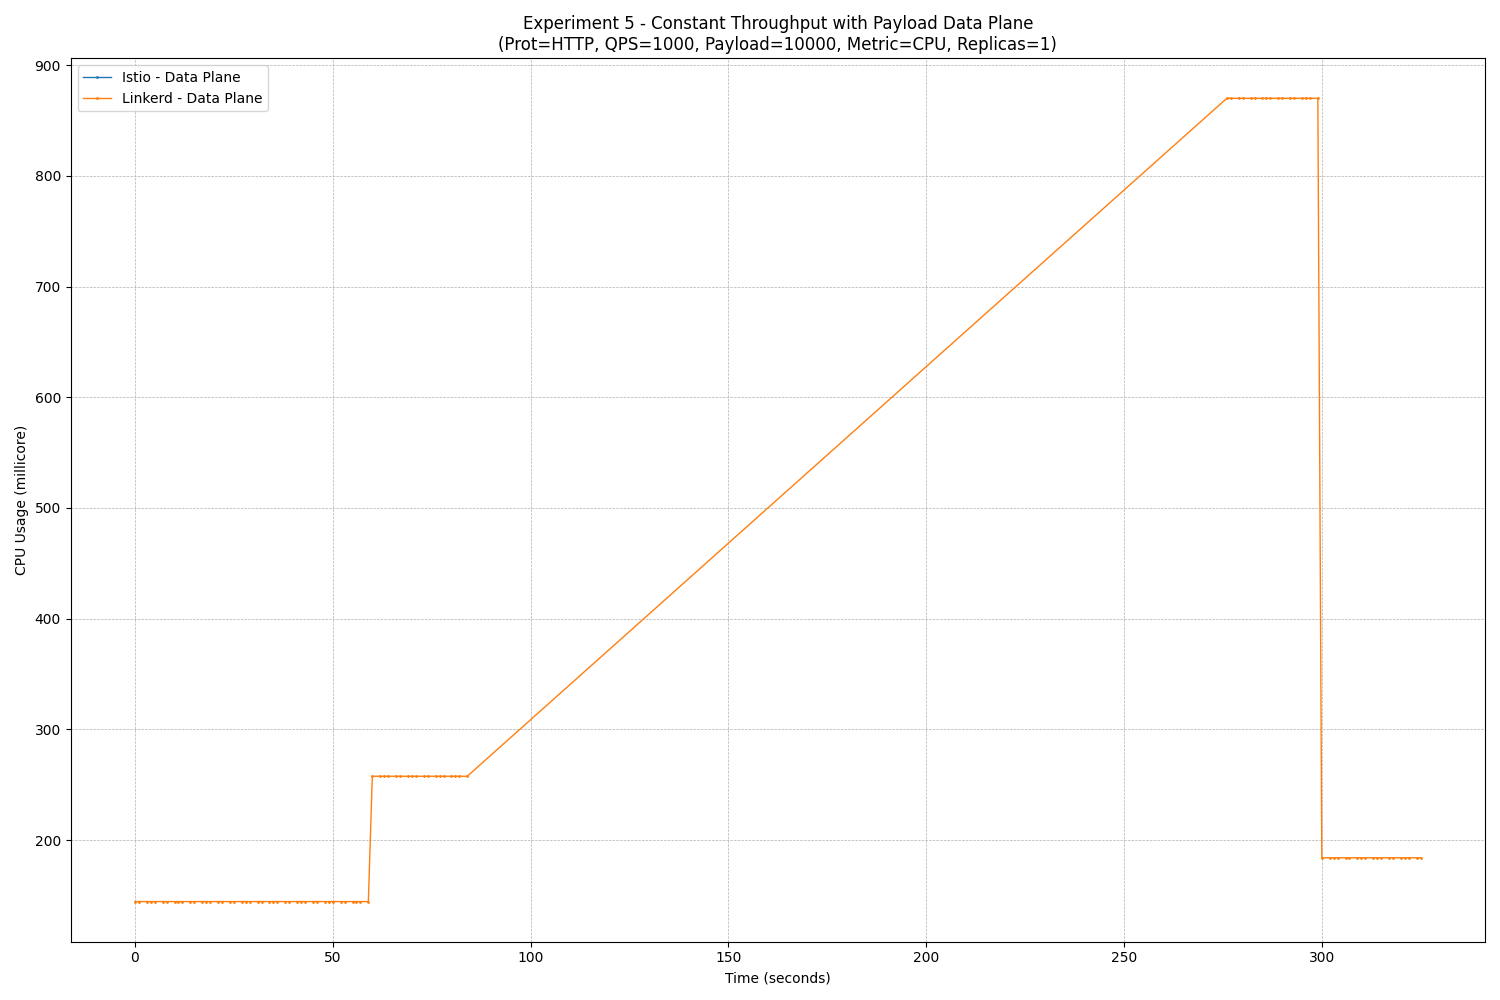 Experiment 5 - Constant Throughput with Payload Data Plane
(Prot=HTTP, QPS=1000, Payload=10000, Metric=CPU, Replicas=1)
Istio - Data Plane
Linkerd - Data Plane
900
800
700
600
500
400
300
200
CPU Usage (millicore)
0 50 100 150 200 250 300
Time (seconds)